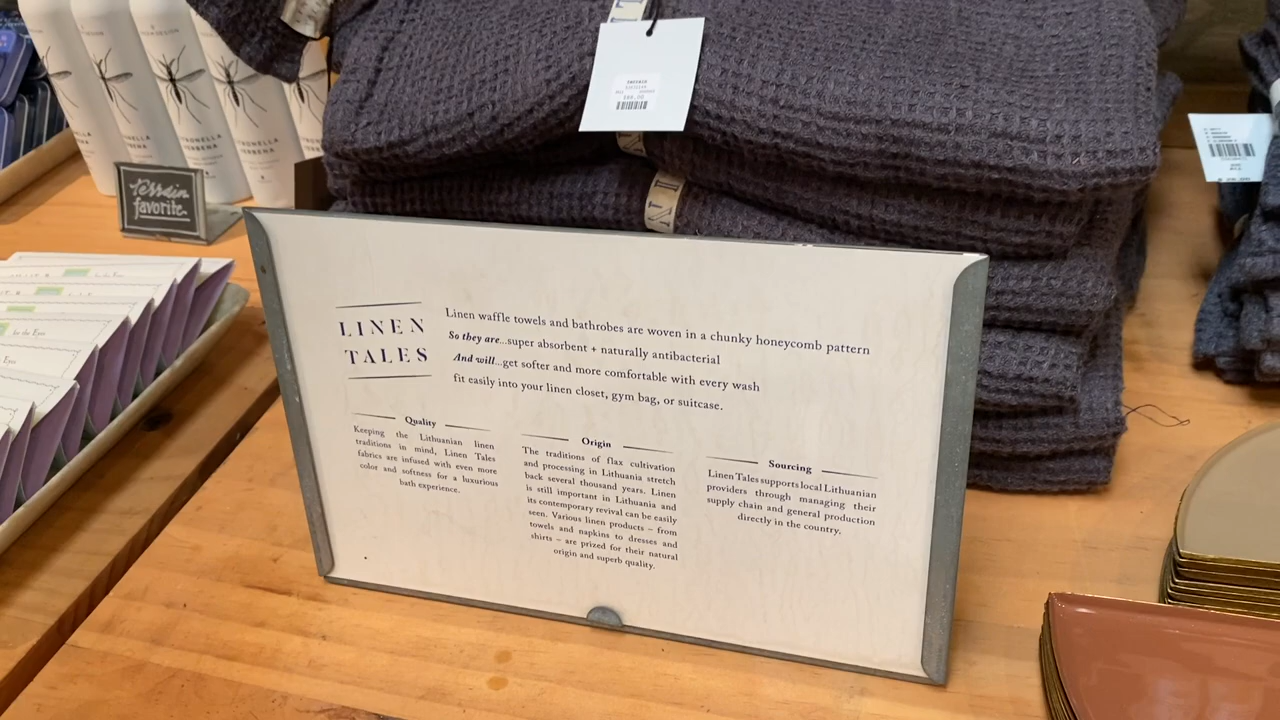 terrain
favorite
terrain
LINEN
TALES
Linen waffle towels and bathrobes are woven in a chunky honeycomb pattern
So they are...super absorbent + naturally antibacterial
And will...get softer and more comfortable with every wash
fit easily into your linen closet, gym bag, or suitcase.
Quality
Keeping the Lithuanian linen
traditions in mind, Linen Tales
fabrics are infused with even more
color and softness for a luxurious
bath experience.
Origin
The traditions of flax cultivation
and processing in Lithuania stretch
back several thousand years. Linen
is still important in Lithuania and
its contemporary revival can be easily
seen. Various linen products – from
towels and napkins to dresses and
shirts – are prized for their natural
origin and superb quality.
Sourcing
Linen Tales supports local Lithuanian
providers through managing their
supply chain and general production
directly in the country.
for the Eyes
Eyes